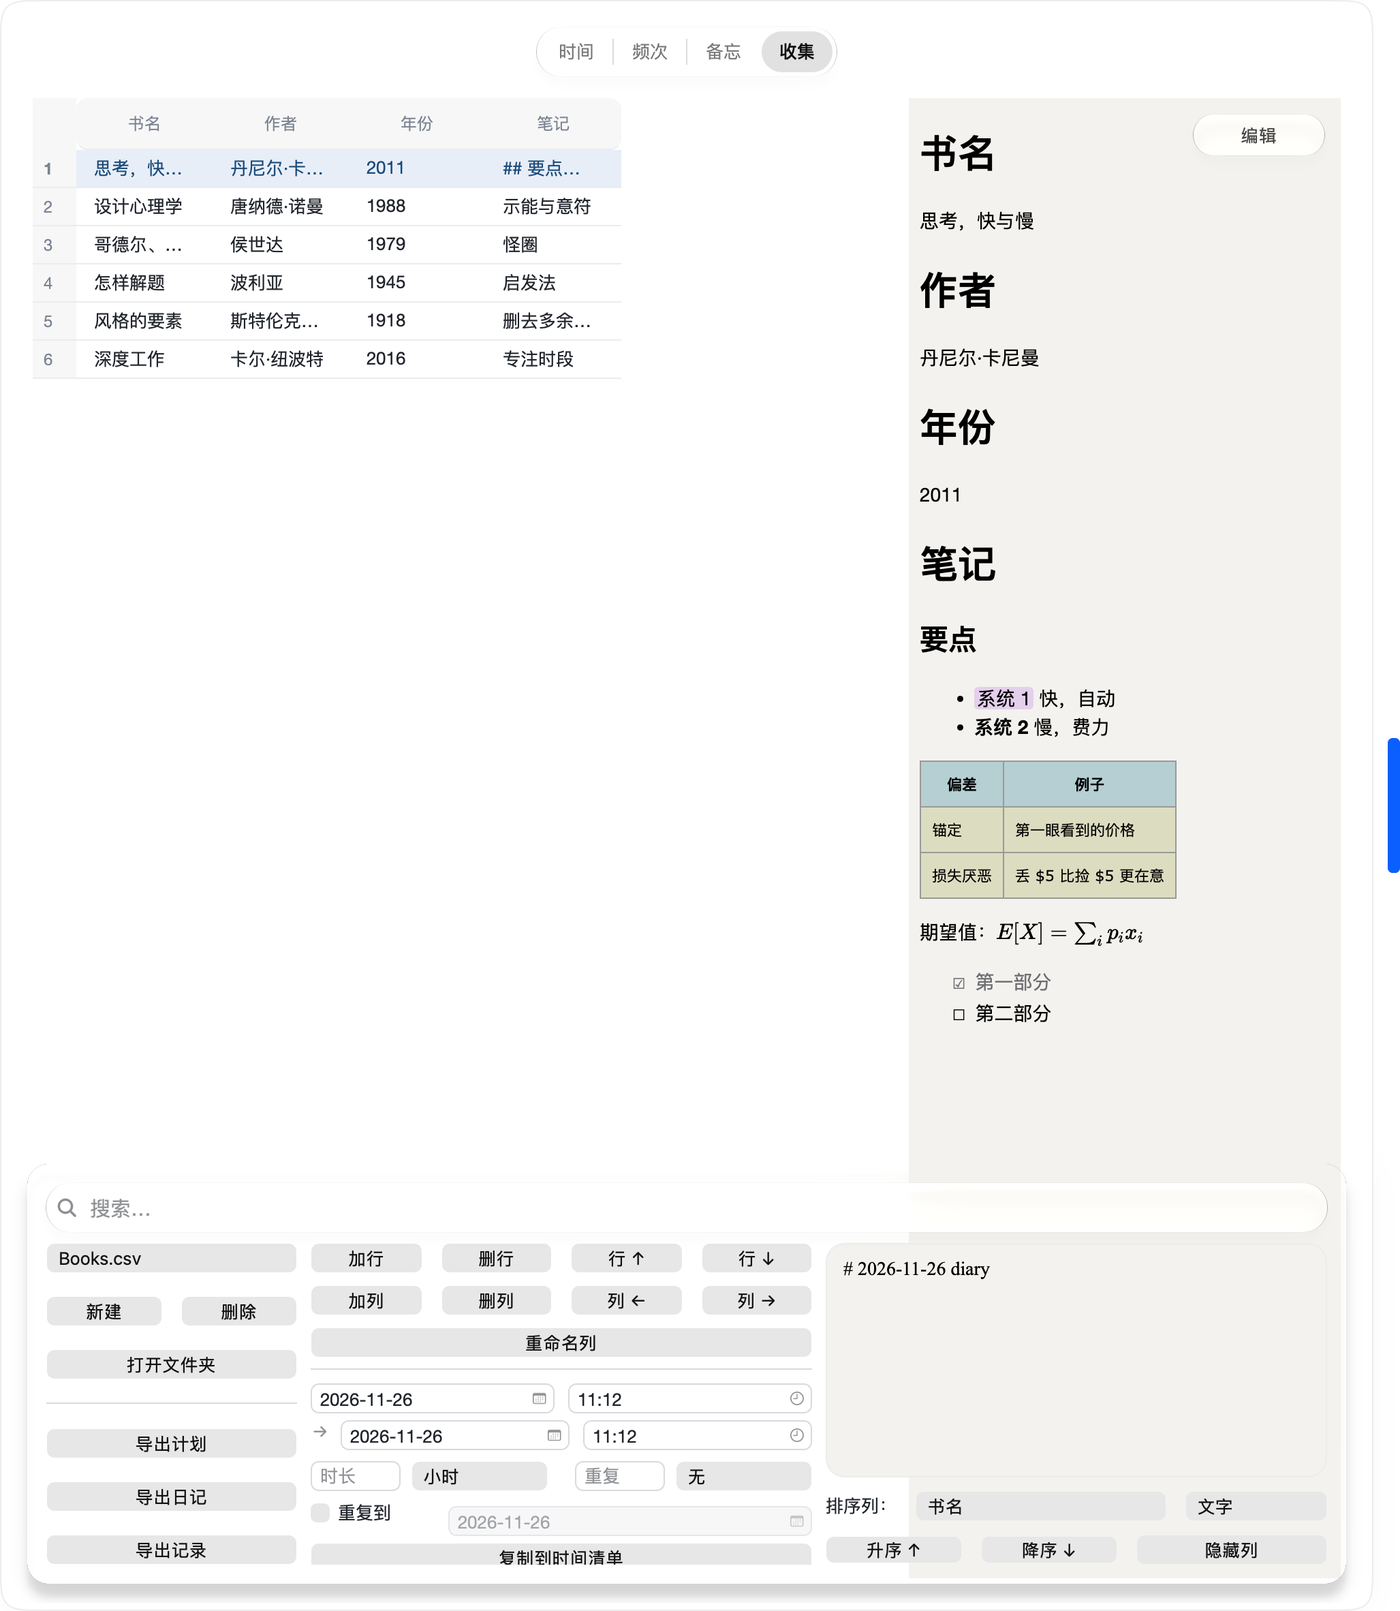 时间 频次 备忘 收集
书名 作者 年份 笔记
1 思考，快… 丹尼尔·卡… 2011 ## 要点…
2 设计心理学 唐纳德·诺曼 1988 示能与意符
3 哥德尔、… 侯世达 1979 怪圈
4 怎样解题 波利亚 1945 启发法
5 风格的要素 斯特伦克… 1918 删去多余…
6 深度工作 卡尔·纽波特 2016 专注时段
编辑
书名
思考，快与慢
作者
丹尼尔·卡尼曼
年份
2011
笔记
要点
• 系统 1 快，自动
• 系统 2 慢，费力
偏差 例子
锚定 第一眼看到的价格
损失厌恶 丢 $5 比捡 $5 更在意
期望值：E[X] = ∑ᵢ pᵢxᵢ
☑ 第一部分
☐ 第二部分
搜索…
Books.csv
新建 删除
打开文件夹
导出计划
导出日记
导出记录
加行 删行 行 ↑ 行 ↓
加列 删列 列 ← 列 →
重命名列
2026-11-26 11:12
→ 2026-11-26 11:12
时长 小时 重复 无
重复到 2026-11-26
复制到时间清单
# 2026-11-26 diary
排序列： 书名 文字
升序 ↑ 降序 ↓ 隐藏列